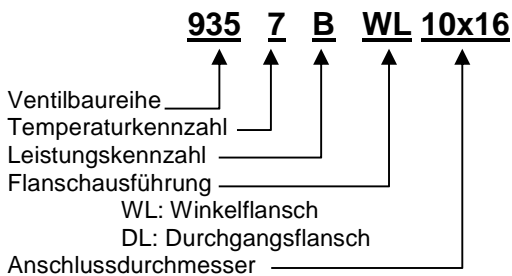 935 7 B WL 10x16
Ventilbaureihe
Temperaturkennzahl
Leistungskennzahl
Flanschausführung
WL: Winkelflansch
DL: Durchgangsflansch
Anschlussdurchmesser